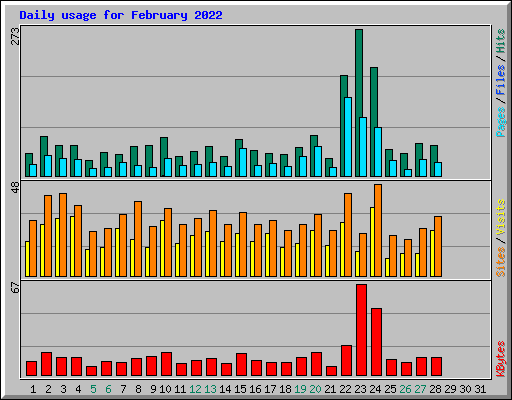 Daily usage for February 2022
273
Pages / Files / Hits
48
Sites / Visits
67
KBytes
1 2 3 4 5 6 7 8 9 10 11 12 13 14 15 16 17 18 19 20 21 22 23 24 25 26 27 28 29 30 31